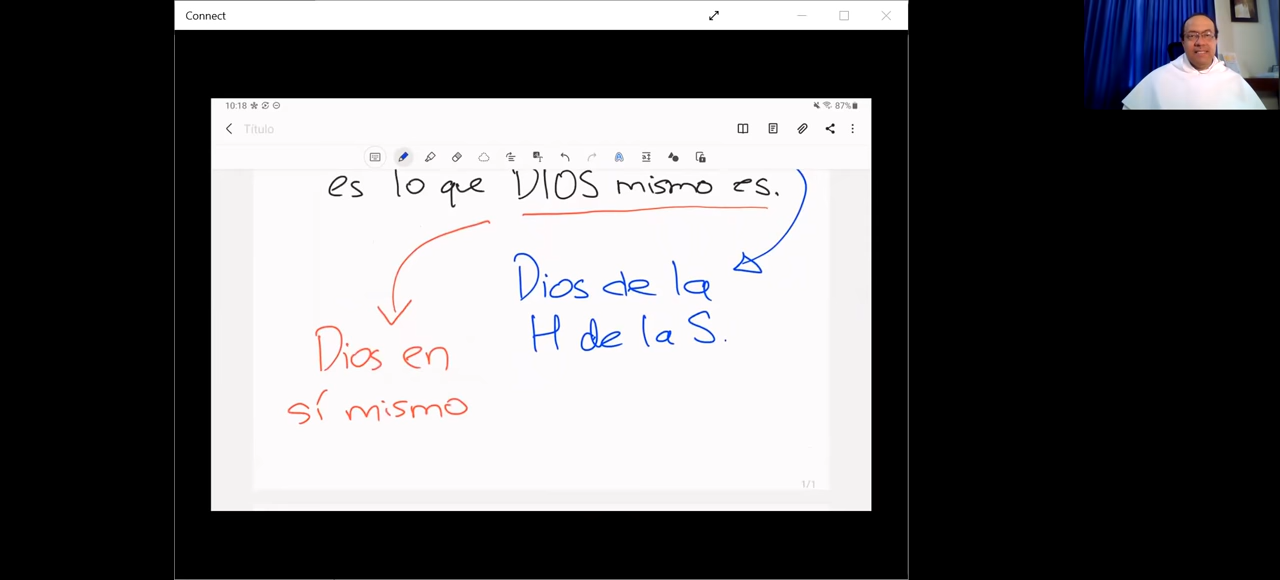 Connect
10:18
87%
Título
es lo que DIOS mismo es.
Dios de la
H de la S.
Dios en
sí mismo
1/1